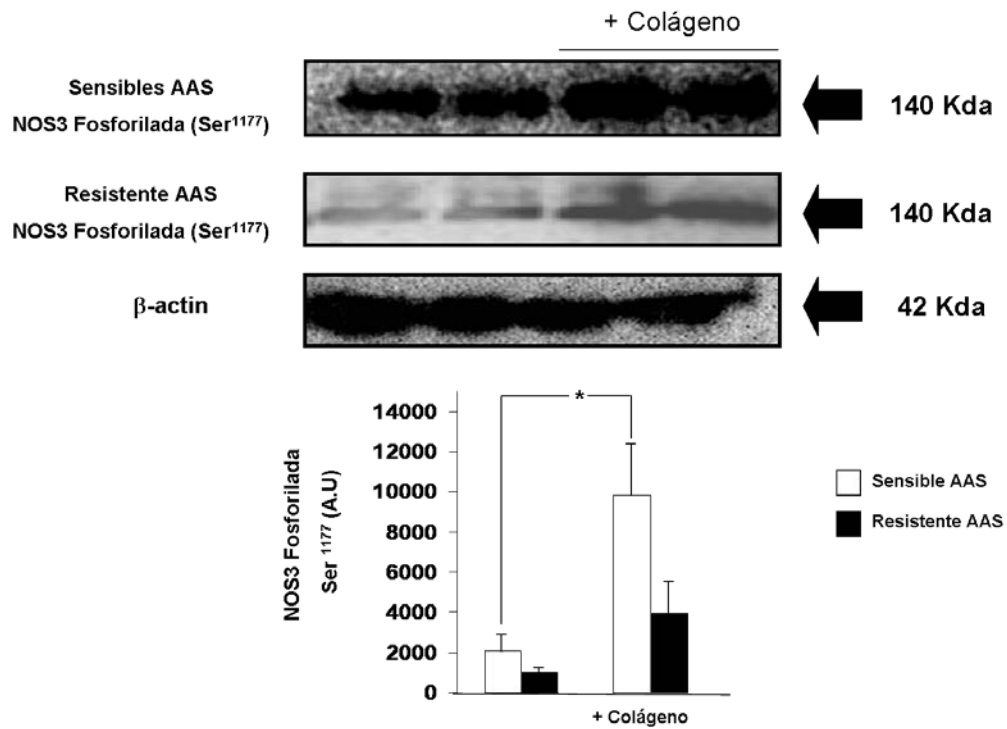 + Colágeno
Sensibles AAS
NOS3 Fosforilada (Ser¹¹⁷⁷)
140 Kda
Resistente AAS
NOS3 Fosforilada (Ser¹¹⁷⁷)
140 Kda
β-actin
42 Kda
*
14000
12000
10000
8000
6000
4000
2000
0
NOS3 Fosforilada
Ser ¹¹⁷⁷ (A.U)
+ Colágeno
Sensible AAS
Resistente AAS